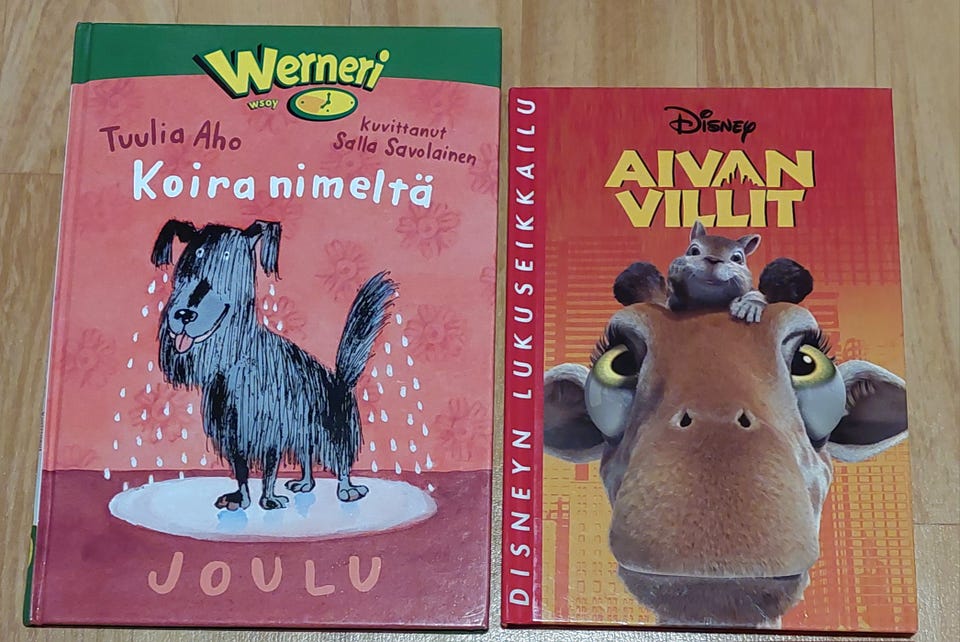 Werneri
WSOY
Tuulia Aho
Kuvittanut
Salla Savolainen
Koira nimeltä
JOULU
DISNEYN LUKUSEIKKAILU
DISNEY
AIVAN
VILLIT